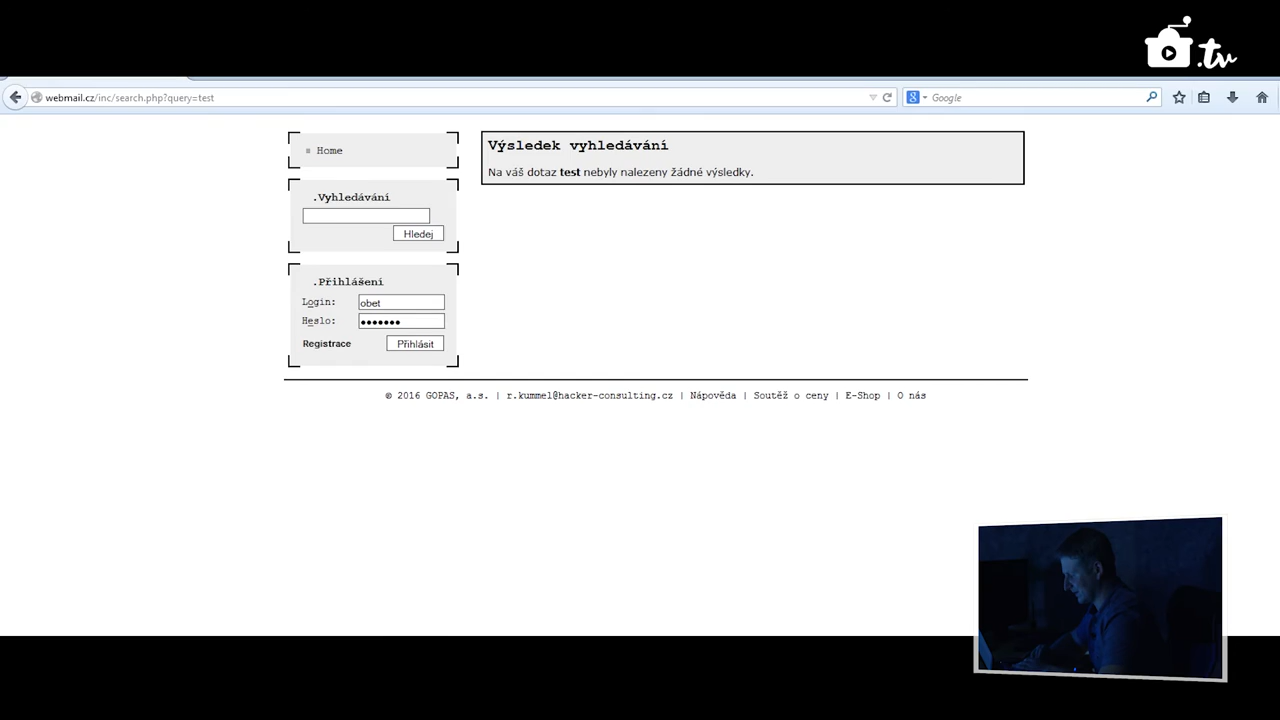 .tv
webmail.cz/inc/search.php?query=test
Google
Home
.Vyhledávání
Hledej
.Přihlášení
Login: obet
Heslo:
Registrace Přihlásit
Výsledek vyhledávání
Na váš dotaz test nebyly nalezeny žádné výsledky.
© 2016 GOPAS, a.s. | r.kummel@hacker-consulting.cz | Nápověda | Soutěž o ceny | E-Shop | O nás